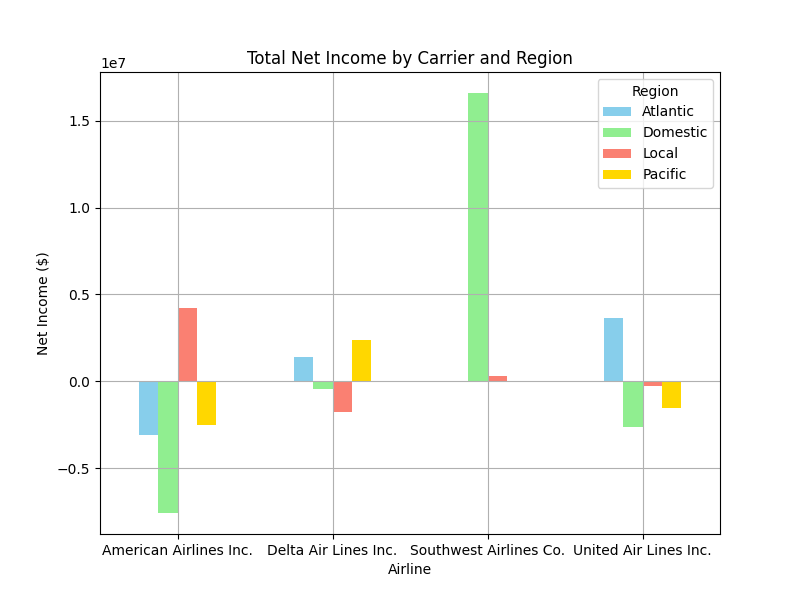 Total Net Income by Carrier and Region
1e7
Region
Atlantic
Domestic
Local
Pacific
1.5
1.0
0.5
0.0
−0.5
Net Income ($)
American Airlines Inc. Delta Air Lines Inc. Southwest Airlines Co. United Air Lines Inc.
Airline